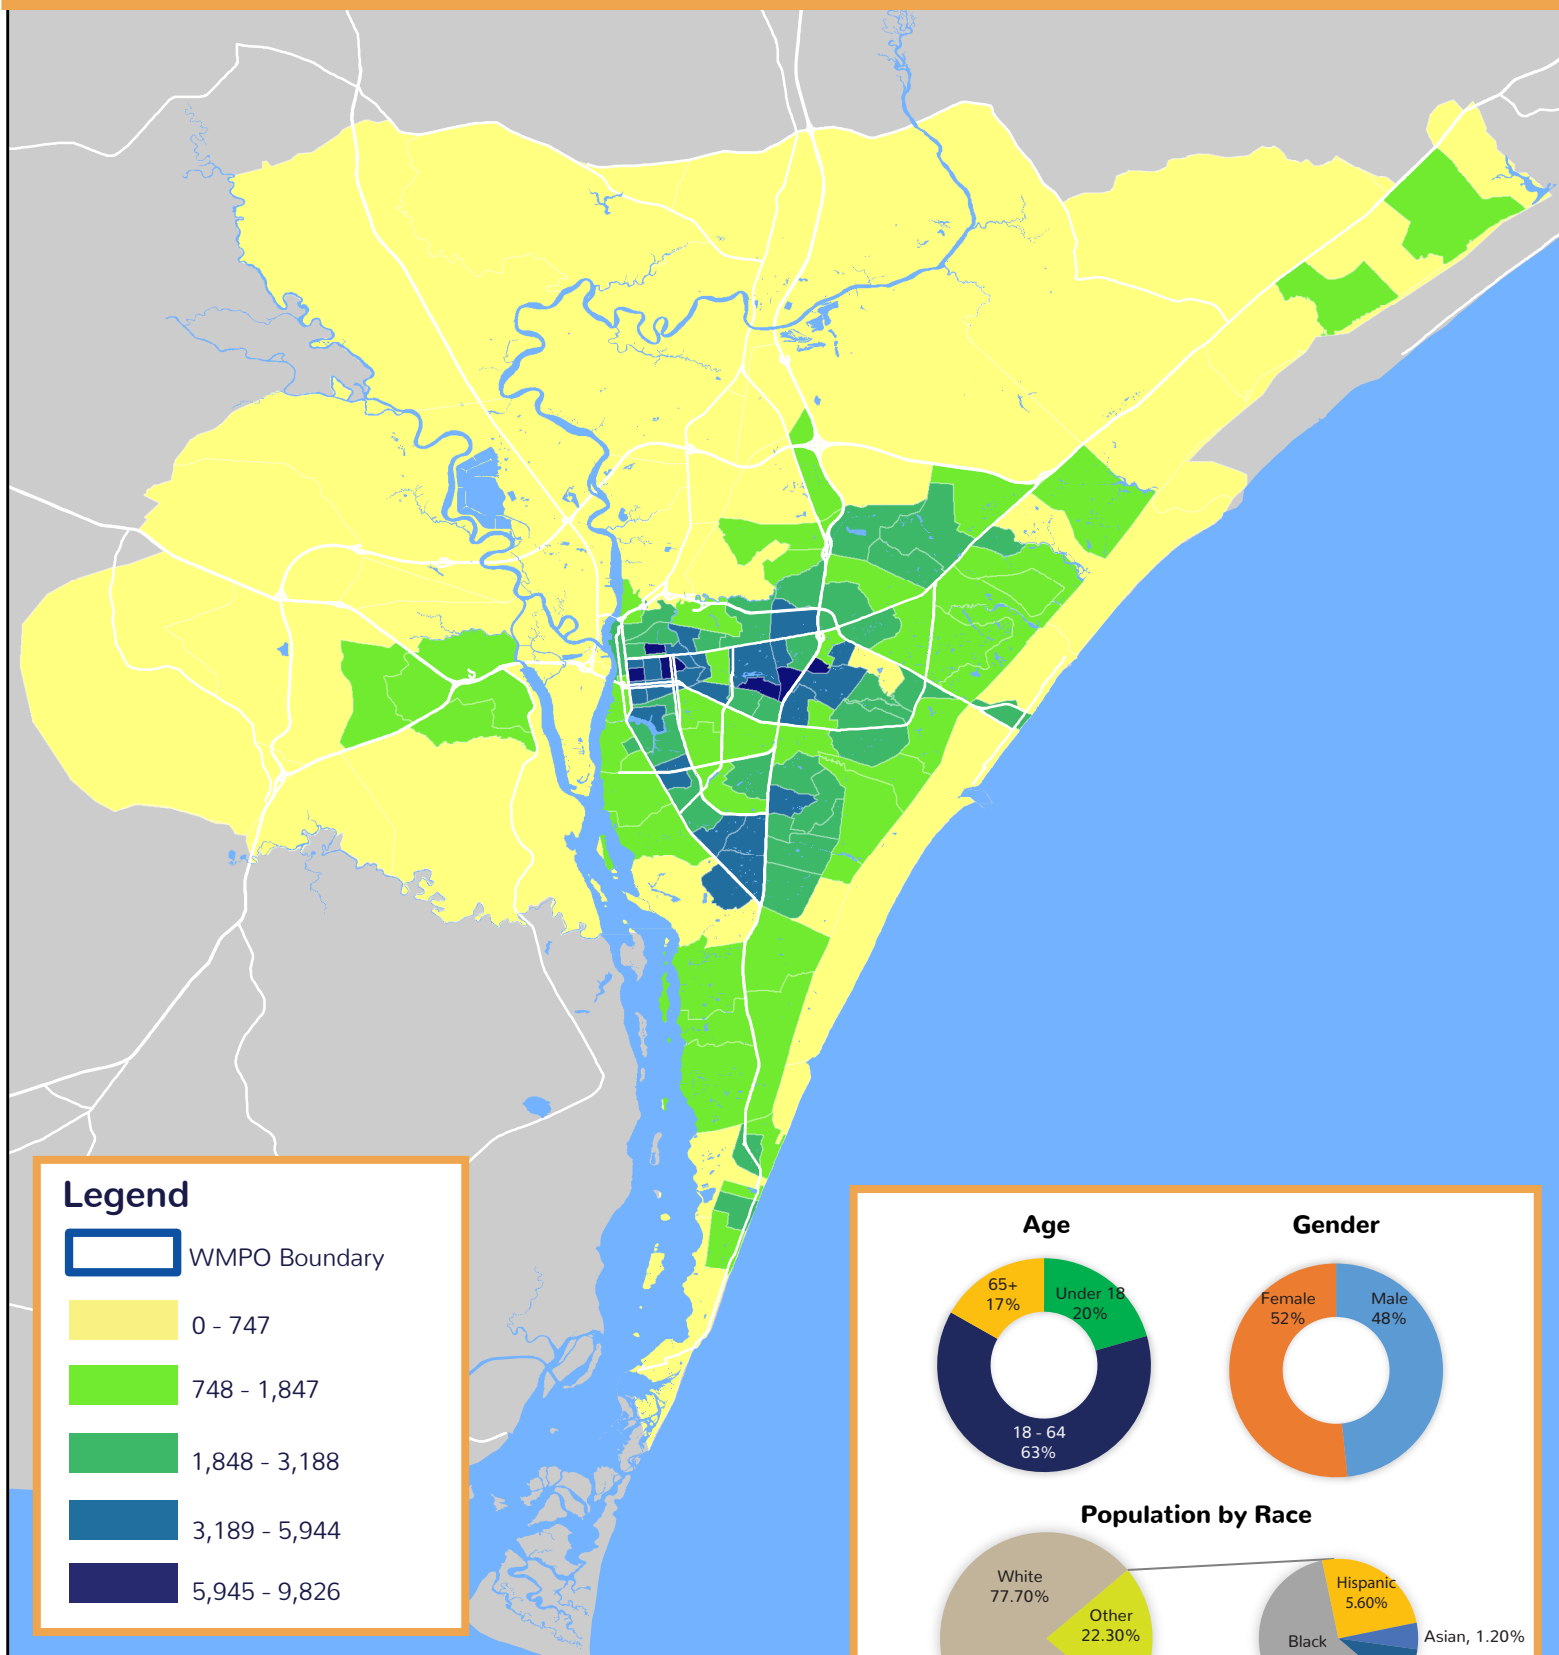 Legend
WMPO Boundary
0 - 747
748 - 1,847
1,848 - 3,188
3,189 - 5,944
5,945 - 9,826
Age
65+
17%
Under 18
20%
18 - 64
63%
Gender
Female
52%
Male
48%
Population by Race
White
77.70%
Other
22.30%
Hispanic
5.60%
Asian, 1.20%
Black